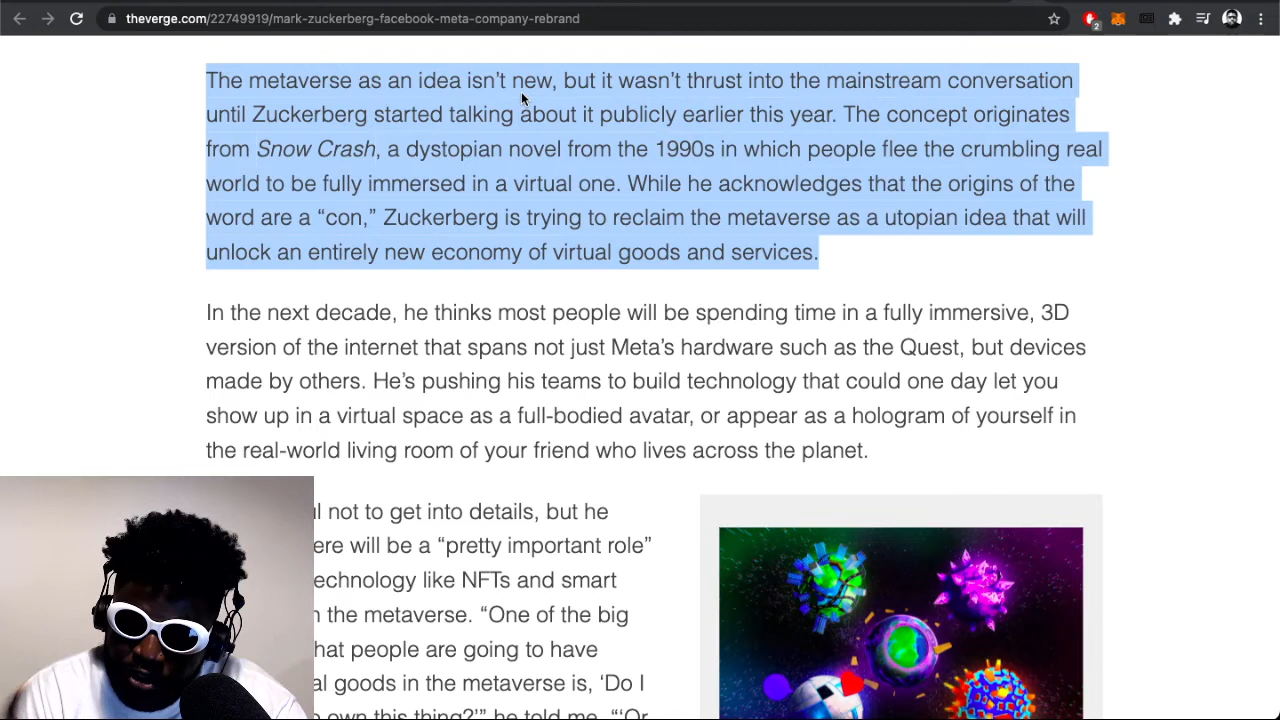 theverge.com/22749919/mark-zuckerberg-facebook-meta-company-rebrand
2
The metaverse as an idea isn’t new, but it wasn’t thrust into the mainstream conversation
until Zuckerberg started talking about it publicly earlier this year. The concept originates
from Snow Crash, a dystopian novel from the 1990s in which people flee the crumbling real
world to be fully immersed in a virtual one. While he acknowledges that the origins of the
word are a “con,” Zuckerberg is trying to reclaim the metaverse as a utopian idea that will
unlock an entirely new economy of virtual goods and services.
In the next decade, he thinks most people will be spending time in a fully immersive, 3D
version of the internet that spans not just Meta’s hardware such as the Quest, but devices
made by others. He’s pushing his teams to build technology that could one day let you
show up in a virtual space as a full-bodied avatar, or appear as a hologram of yourself in
the real-world living room of your friend who lives across the planet.
not to get into details, but he
will be a “pretty important role”
like NFTs and smart
the metaverse. “One of the big
that people are going to have
goods in the metaverse is, ‘Do I
own this thing?’” he told me. “‘Or